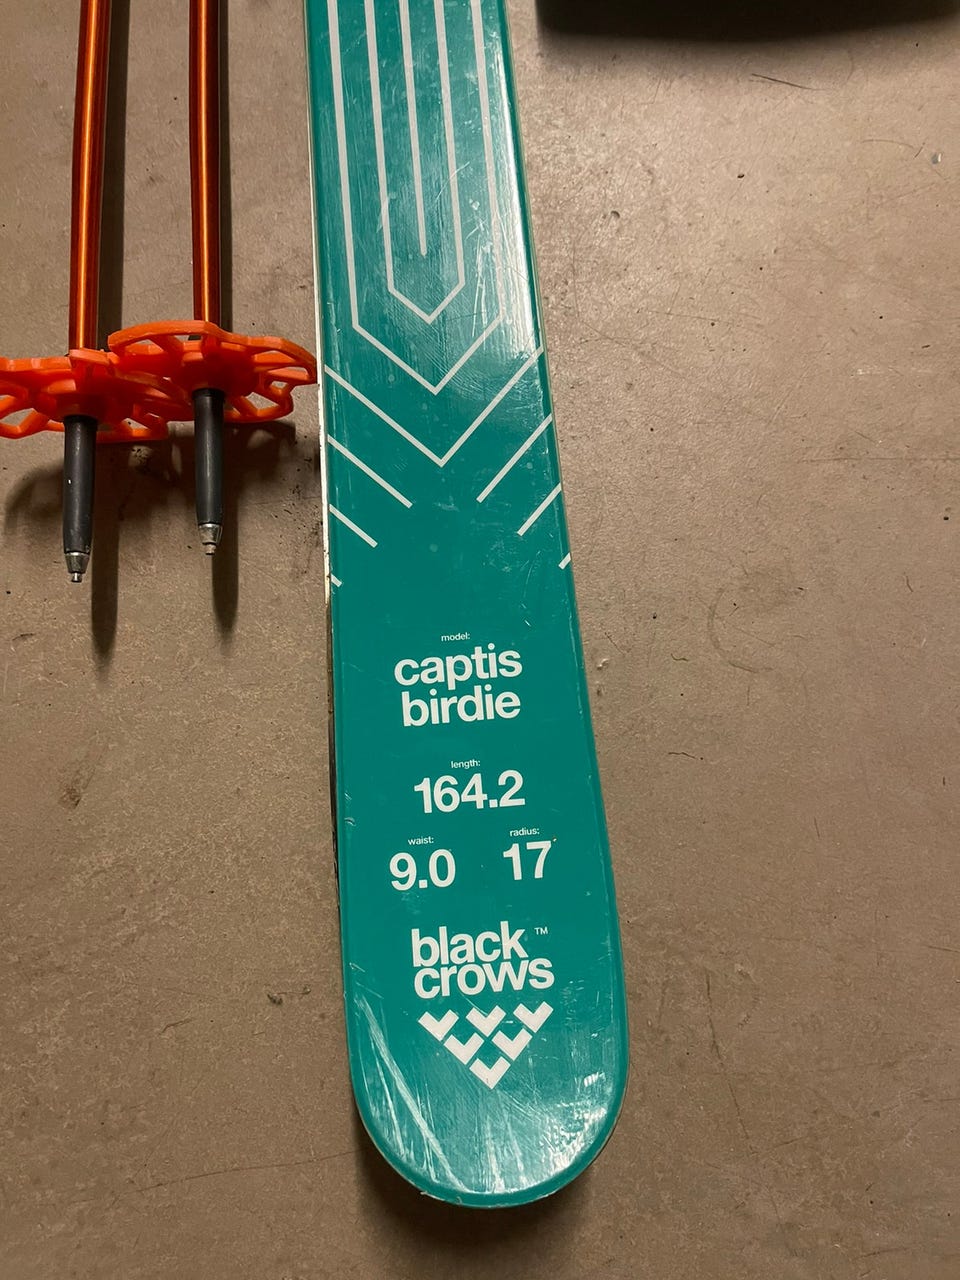 model:
captis
birdie
length:
164.2
waist: radius:
9.0 17
black ™
crows